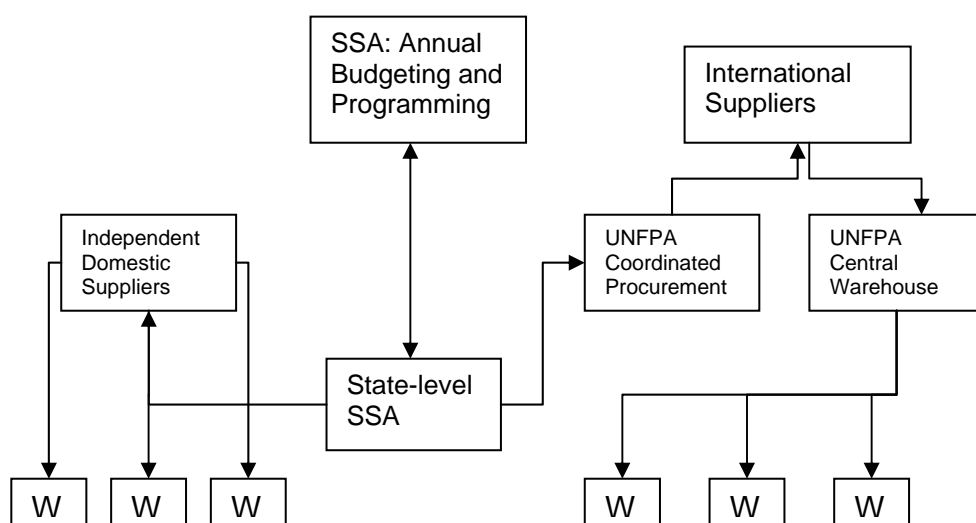 SSA: Annual
Budgeting and
Programming
International
Suppliers
Independent
Domestic
Suppliers
UNFPA
Coordinated
Procurement
UNFPA
Central
Warehouse
State-level
SSA
W
W
W
W
W
W